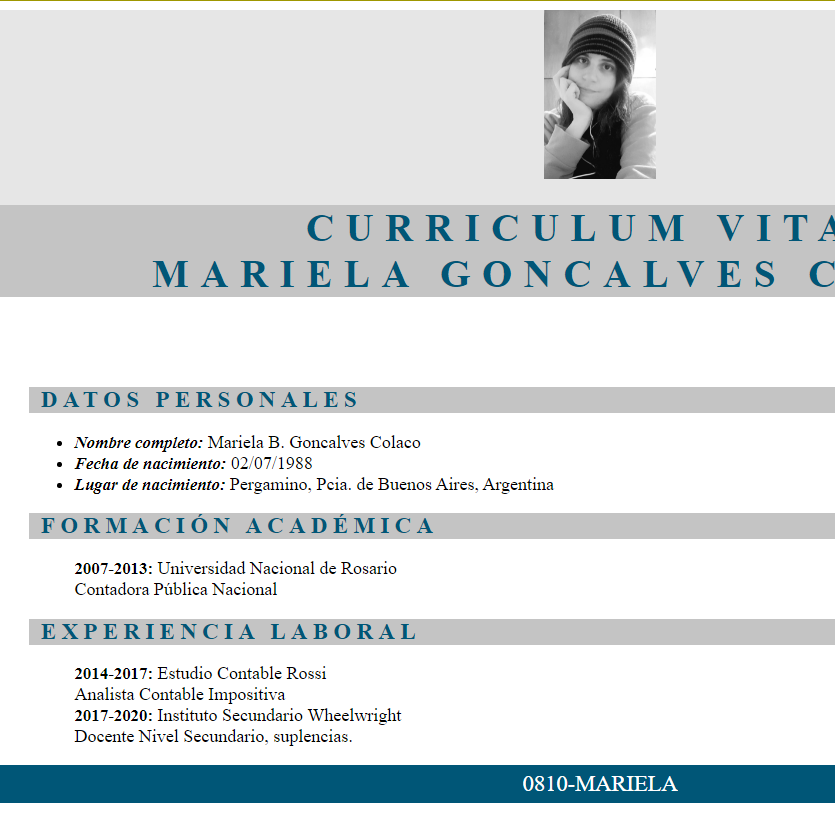 CURRICULUM VITA
MARIELA GONCALVES C
DATOS PERSONALES
Nombre completo: Mariela B. Goncalves Colaco
Fecha de nacimiento: 02/07/1988
Lugar de nacimiento: Pergamino, Pcia. de Buenos Aires, Argentina
FORMACIÓN ACADÉMICA
2007-2013: Universidad Nacional de Rosario
Contadora Pública Nacional
EXPERIENCIA LABORAL
2014-2017: Estudio Contable Rossi
Analista Contable Impositiva
2017-2020: Instituto Secundario Wheelwright
Docente Nivel Secundario, suplencias.
0810-MARIELA